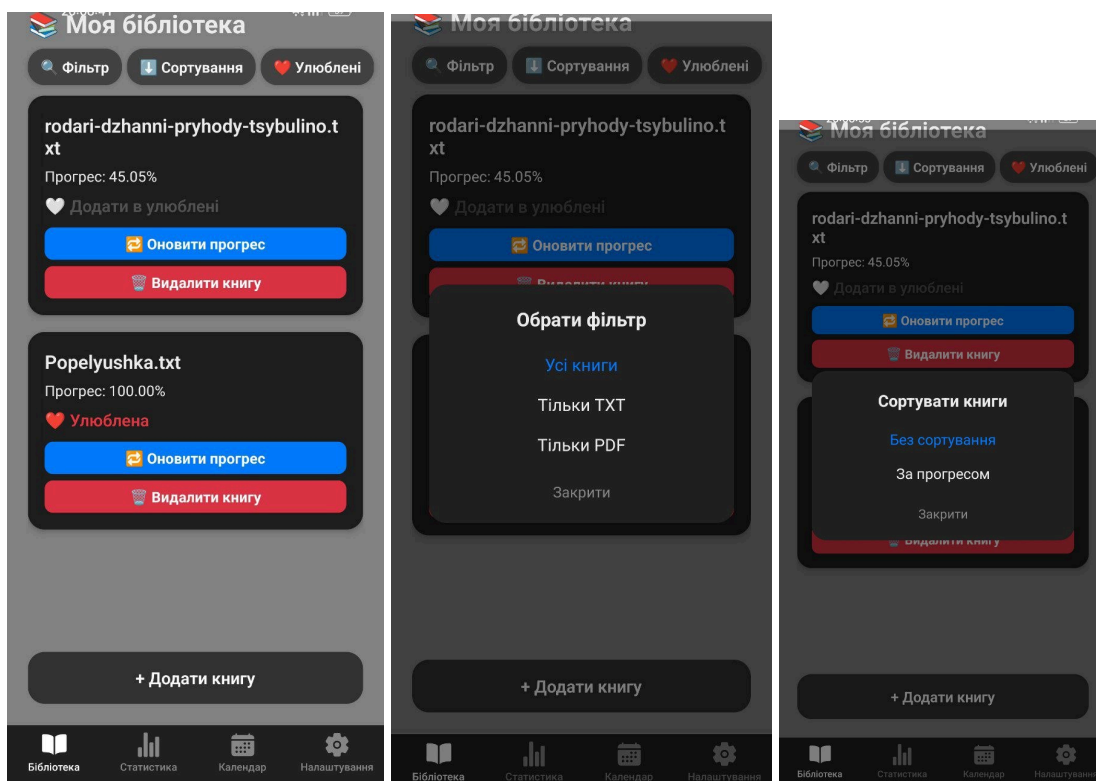 Моя бібліотека
Фільтр
Сортування
Улюблені
rodari-dzhanni-pryhody-tsybulino.t
xt
Прогрес: 45.05%
Додати в улюблені
Оновити прогрес
Видалити книгу
Popelyushka.txt
Прогрес: 100.00%
Улюблена
Оновити прогрес
Видалити книгу
+ Додати книгу
Бібліотека
Статистика
Календар
Налаштування
Моя бібліотека
Фільтр
Сортування
Улюблені
rodari-dzhanni-pryhody-tsybulino.t
xt
Прогрес: 45.05%
Додати в улюблені
Оновити прогрес
Видалити книгу
Обрати фільтр
Усі книги
Тільки TXT
Тільки PDF
Закрити
+ Додати книгу
Бібліотека
Статистика
Календар
Налаштування
Моя бібліотека
Фільтр
Сортування
Улюблені
rodari-dzhanni-pryhody-tsybulino.t
xt
Прогрес: 45.05%
Додати в улюблені
Оновити прогрес
Видалити книгу
Сортувати книги
Без сортування
За прогресом
Закрити
Видалити книгу
+ Додати книгу
Бібліотека
Статистика
Календар
Налаштування